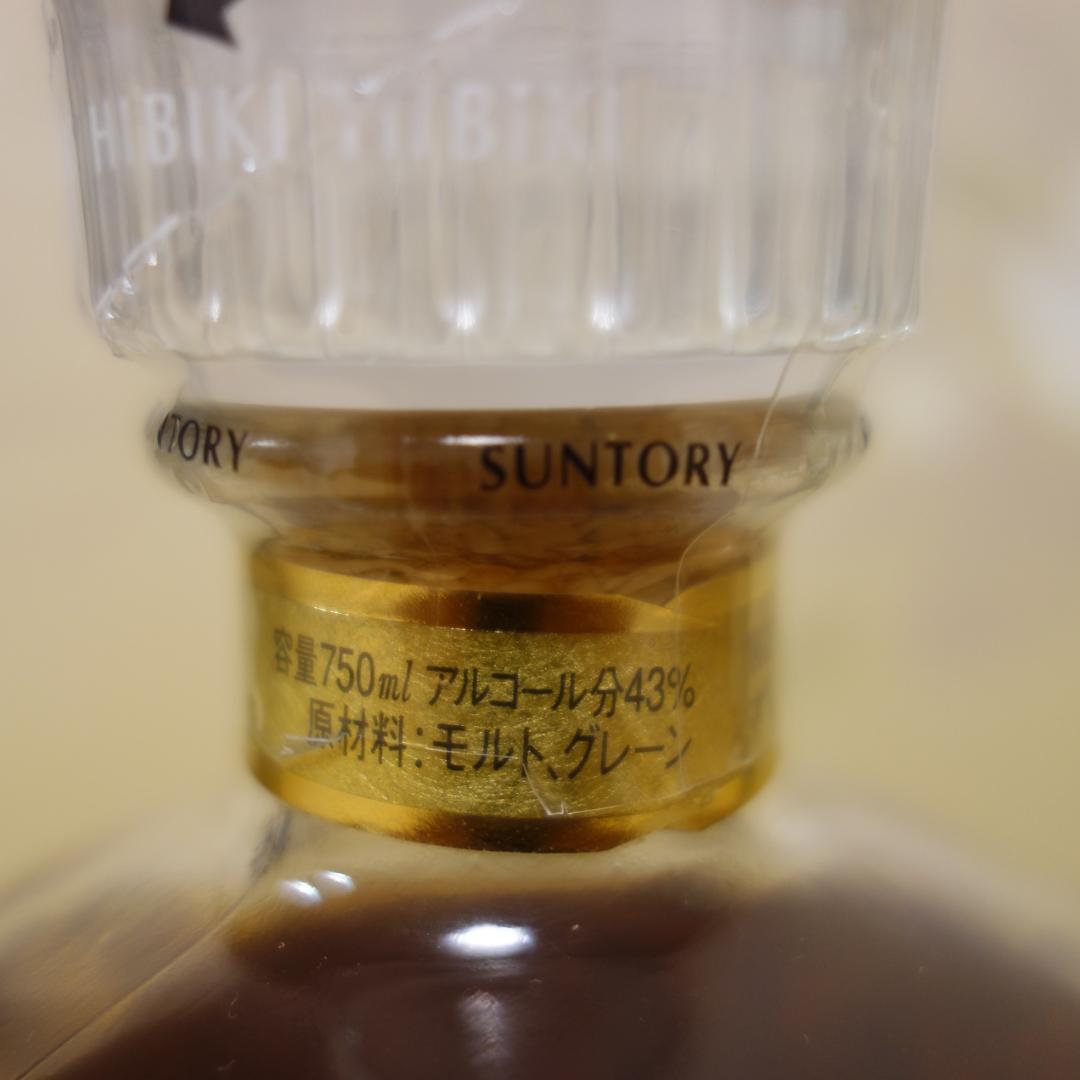 HIBIKI HIBIKI
TORY SUNTORY
容量750ml アルコール分43%
原材料:モルト、グレーン